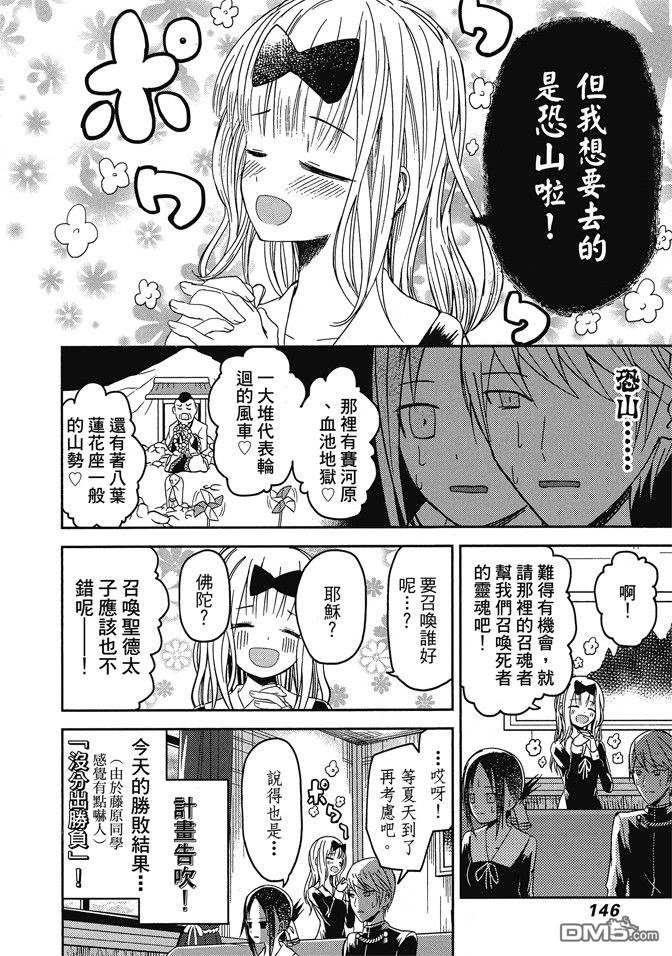 但我想要去的
是恐山啦！
ポワワ
恐山……
那裡有賽河原
、血池地獄♡
一大堆代表輪
迴的風車♡
還有著八葉
蓮花座一般
的山勢♡
啊！
難得有機會，就
請那裡的召魂者
幫我們召喚死者
的靈魂吧！
要召喚誰好
呢…？
耶穌？
佛陀？
召喚聖德太
子應該也不
錯呢——！
…哎呀！
等夏天到了
再考慮吧。
說得也是…
ポワワ
計畫告吹！
今天的勝敗結果…
（由於藤原同學
感覺有點嚇人）
『沒分出勝負』！
146
DM5.com